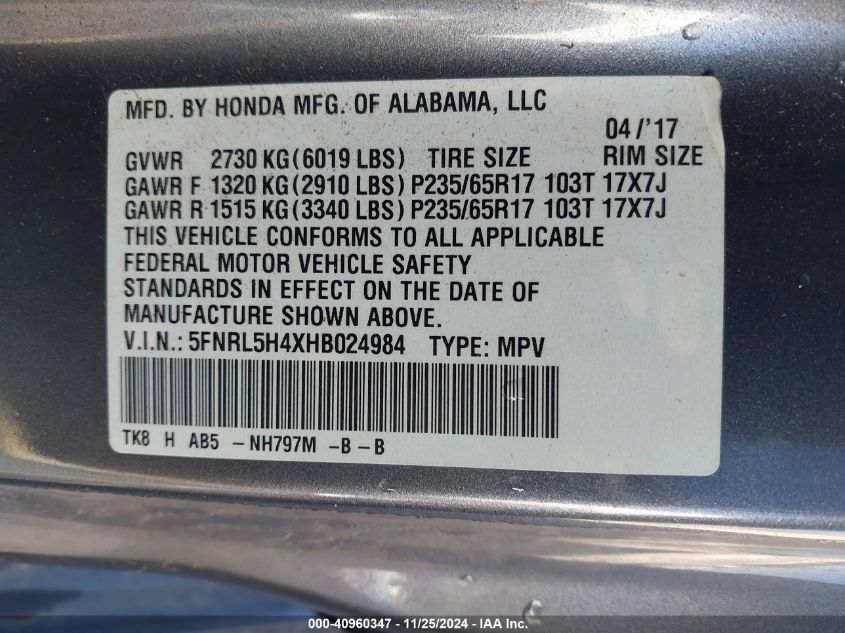 MFD. BY HONDA MFG. OF ALABAMA, LLC
04/'17
GVWR 2730 KG(6019 LBS) TIRE SIZE RIM SIZE
GAWR F 1320 KG(2910 LBS) P235/65R17 103T 17X7J
GAWR R 1515 KG(3340 LBS) P235/65R17 103T 17X7J
THIS VEHICLE CONFORMS TO ALL APPLICABLE
FEDERAL MOTOR VEHICLE SAFETY
STANDARDS IN EFFECT ON THE DATE OF
MANUFACTURE SHOWN ABOVE.
V.I.N.: 5FNRL5H4XHB024984 TYPE: MPV
TK8 H AB5 - NH797M - B - B
000-40960347 - 11/25/2024 - IAA Inc.